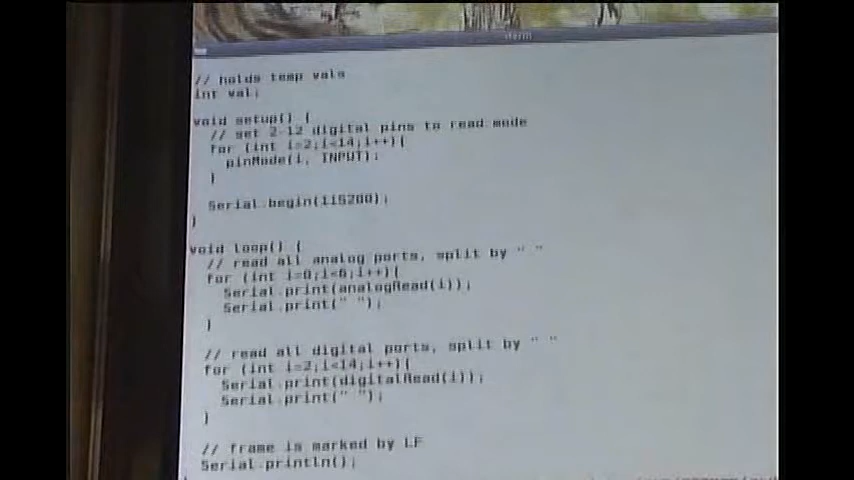 // holds temp vals
int val;
void setup() {
// set 2-12 digital pins to read mode
for (int i=2;i<14;i++){
pinMode(i, INPUT);
}
Serial.begin(115200);
}
void loop() {
// read all analog ports, split by " "
for (int i=0;i<6;i++){
Serial.print(analogRead(i));
Serial.print(" ");
}
// read all digital ports, split by " "
for (int i=2;i<14;i++){
Serial.print(digitalRead(i));
Serial.print(" ");
}
// frame is marked by LF
Serial.println();